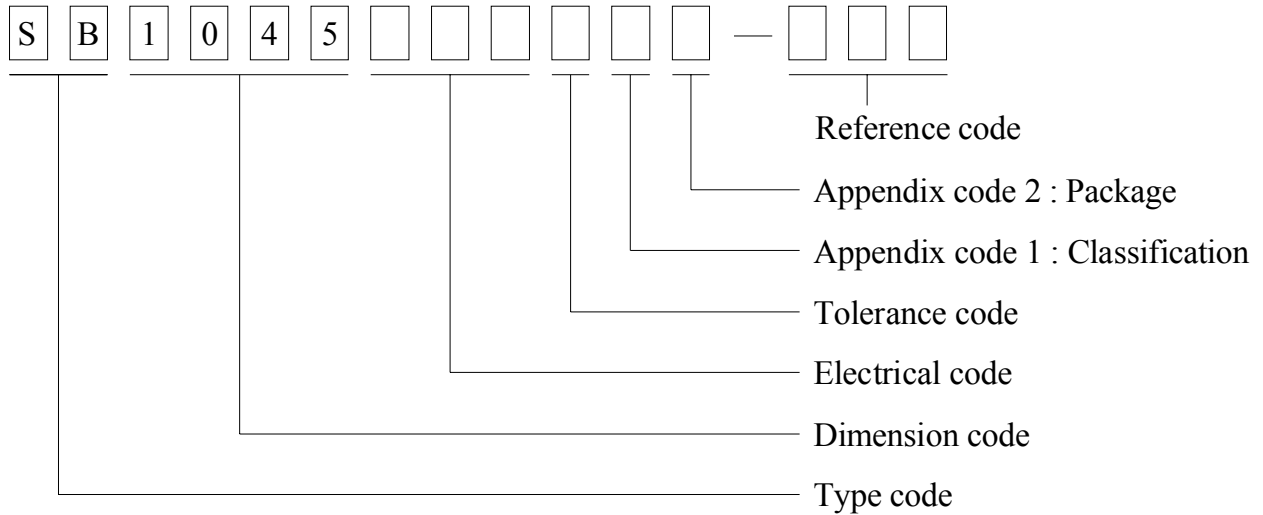 S B 1 0 4 5 —
Reference code
Appendix code 2 : Package
Appendix code 1 : Classification
Tolerance code
Electrical code
Dimension code
Type code